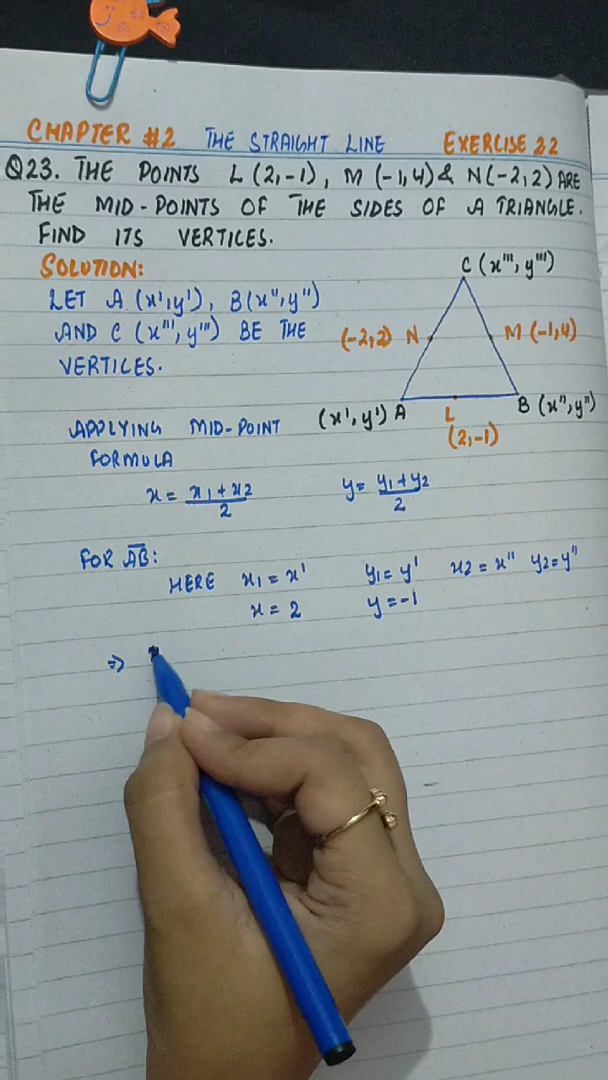 CHAPTER #2 THE STRAIGHT LINE EXERCISE 2.2
Q23. THE POINTS L (2,-1), M (-1,4) & N(-2,2) ARE
THE MID-POINTS OF THE SIDES OF A TRIANGLE.
FIND ITS VERTICES.
SOLUTION:
C (x''', y''')
LET A (x', y'), B(x'', y'')
AND C (x''', y''') BE THE
VERTICES.
(-2,2) N M (-1,4)
(x', y') A L B (x'', y'')
(2,-1)
APPLYING MID-POINT
FORMULA
x = x1 + x2 / 2 y = y1 + y2 / 2
FOR AB:
HERE x1 = x' y1 = y' x2 = x'' y2 = y''
x = 2 y = -1
⇒